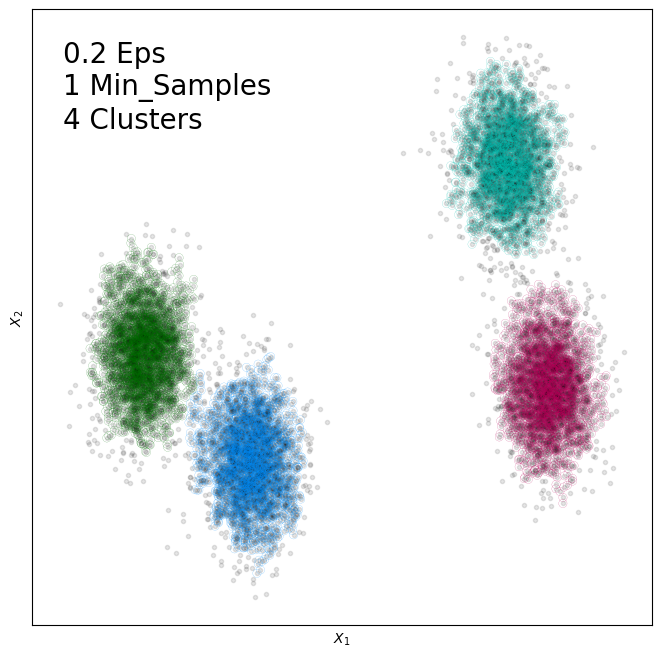 0.2 Eps
1 Min_Samples
4 Clusters
X₂
X₁